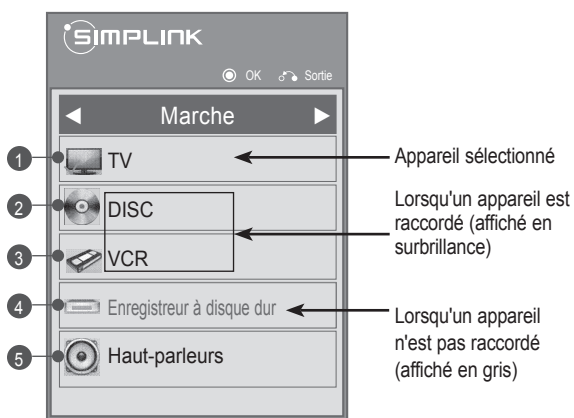 SIMPLINK
OK Sortie
Marche
1 TV
Appareil sélectionné
2 DISC
Lorsqu'un appareil est
raccordé (affiché en
surbrillance)
3 VCR
4 Enregistreur à disque dur
Lorsqu'un appareil
n'est pas raccordé
(affiché en gris)
5 Haut-parleurs